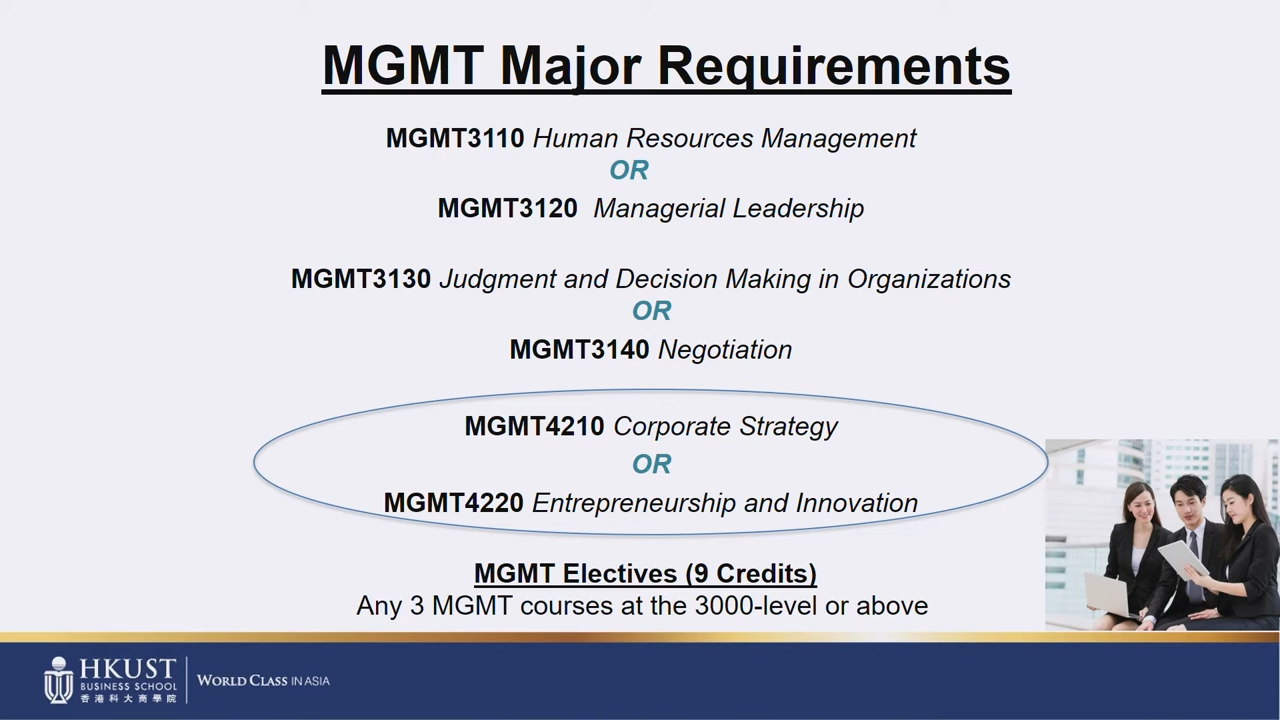 MGMT Major Requirements
MGMT3110 Human Resources Management
OR
MGMT3120 Managerial Leadership
MGMT3130 Judgment and Decision Making in Organizations
OR
MGMT3140 Negotiation
MGMT4210 Corporate Strategy
OR
MGMT4220 Entrepreneurship and Innovation
MGMT Electives (9 Credits)
Any 3 MGMT courses at the 3000-level or above
HKUST
BUSINESS SCHOOL
香港科大商學院
WORLD CLASS IN ASIA